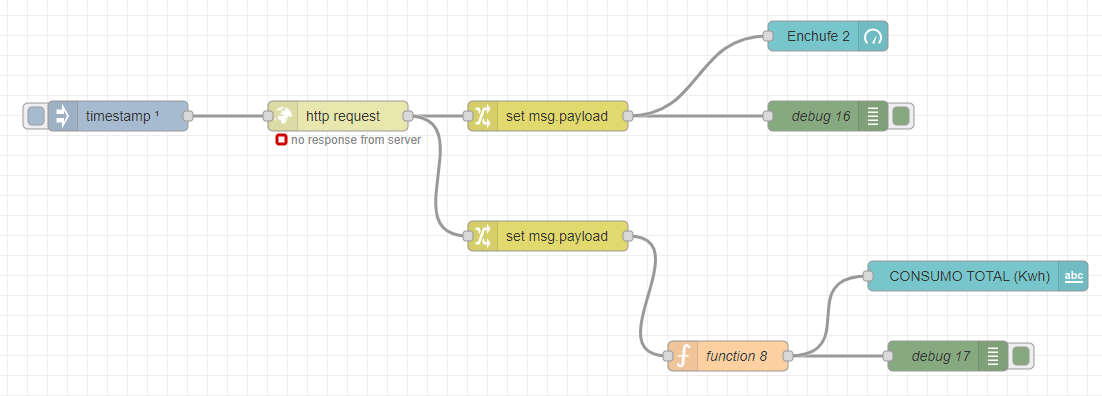 Enchufe 2
timestamp ¹
http request
set msg.payload
debug 16
no response from server
set msg.payload
CONSUMO TOTAL (Kwh)
abc
function 8
debug 17